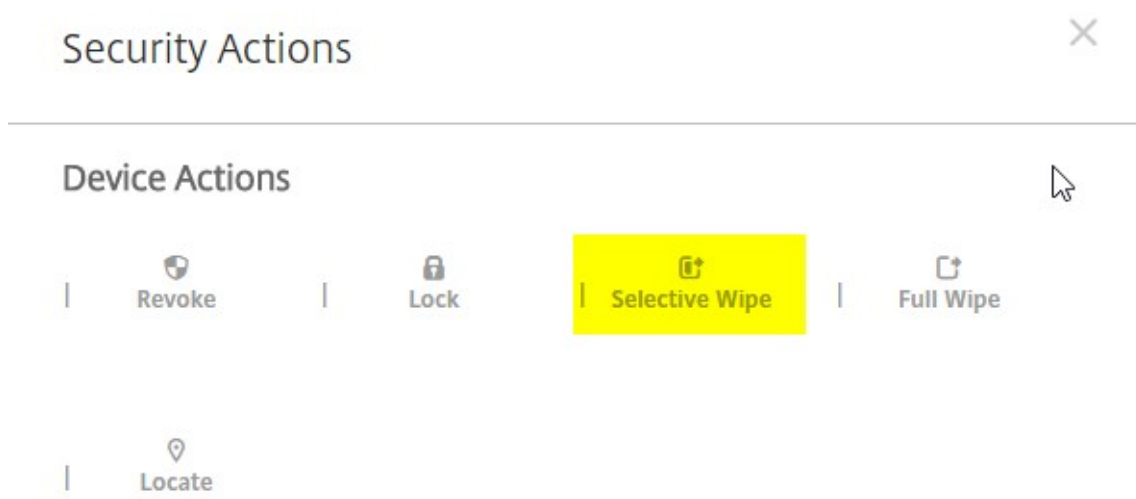 Security Actions
Device Actions
Revoke
Lock
Selective Wipe
Full Wipe
Locate